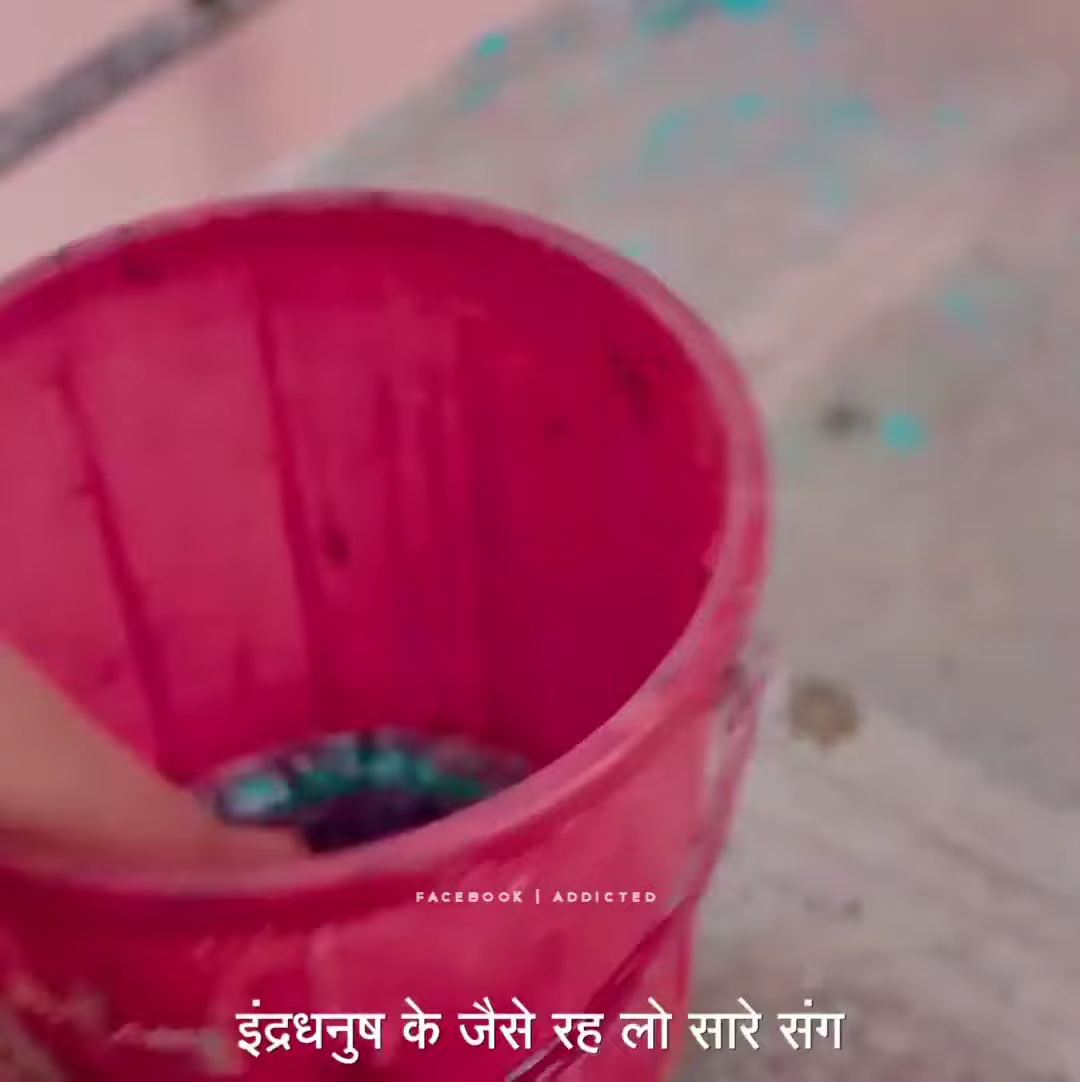 FACEBOOK | ADDICTED
इंद्रधनुष के जैसे रह लो सारे संग